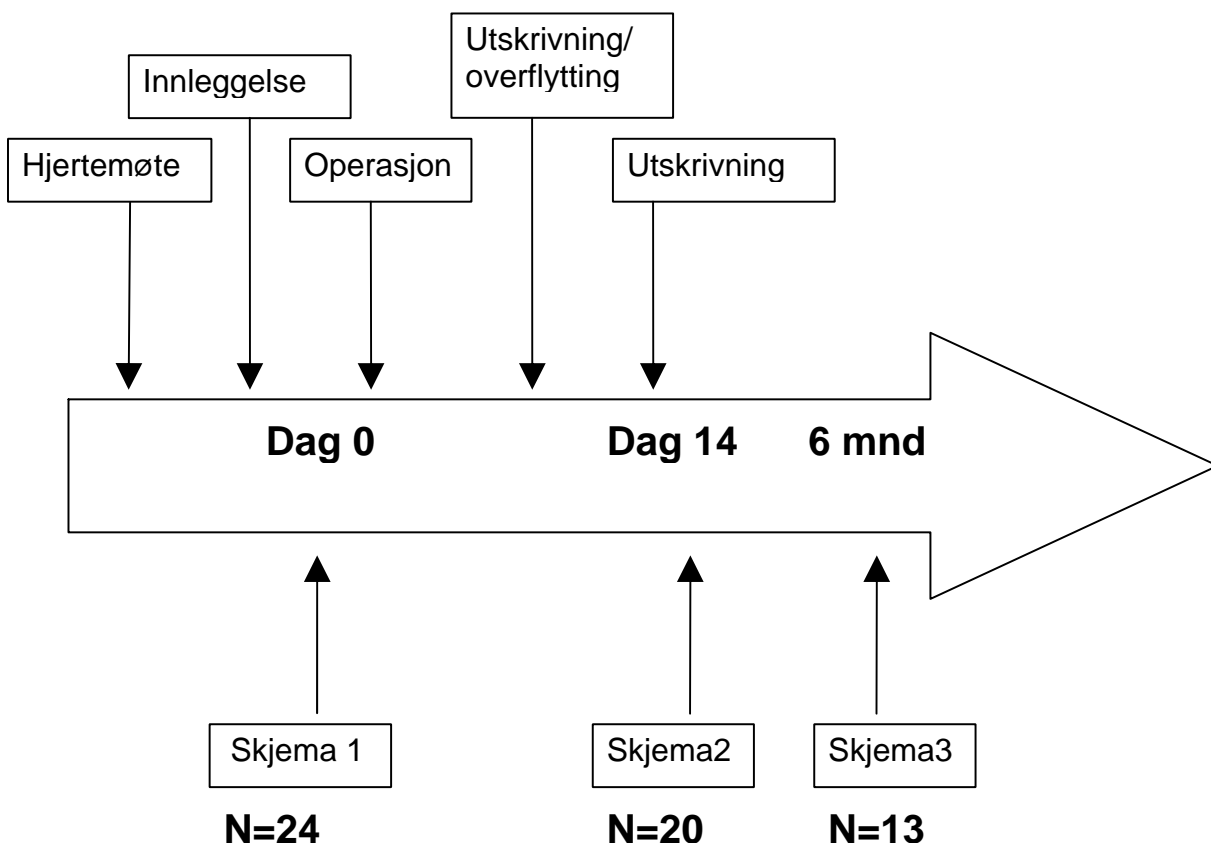 Utskrivning/
overflytting
Innleggelse
Hjertemøte
Operasjon
Utskrivning
Dag 0
Dag 14
6 mnd
Skjema 1
Skjema2
Skjema3
N=24
N=20
N=13